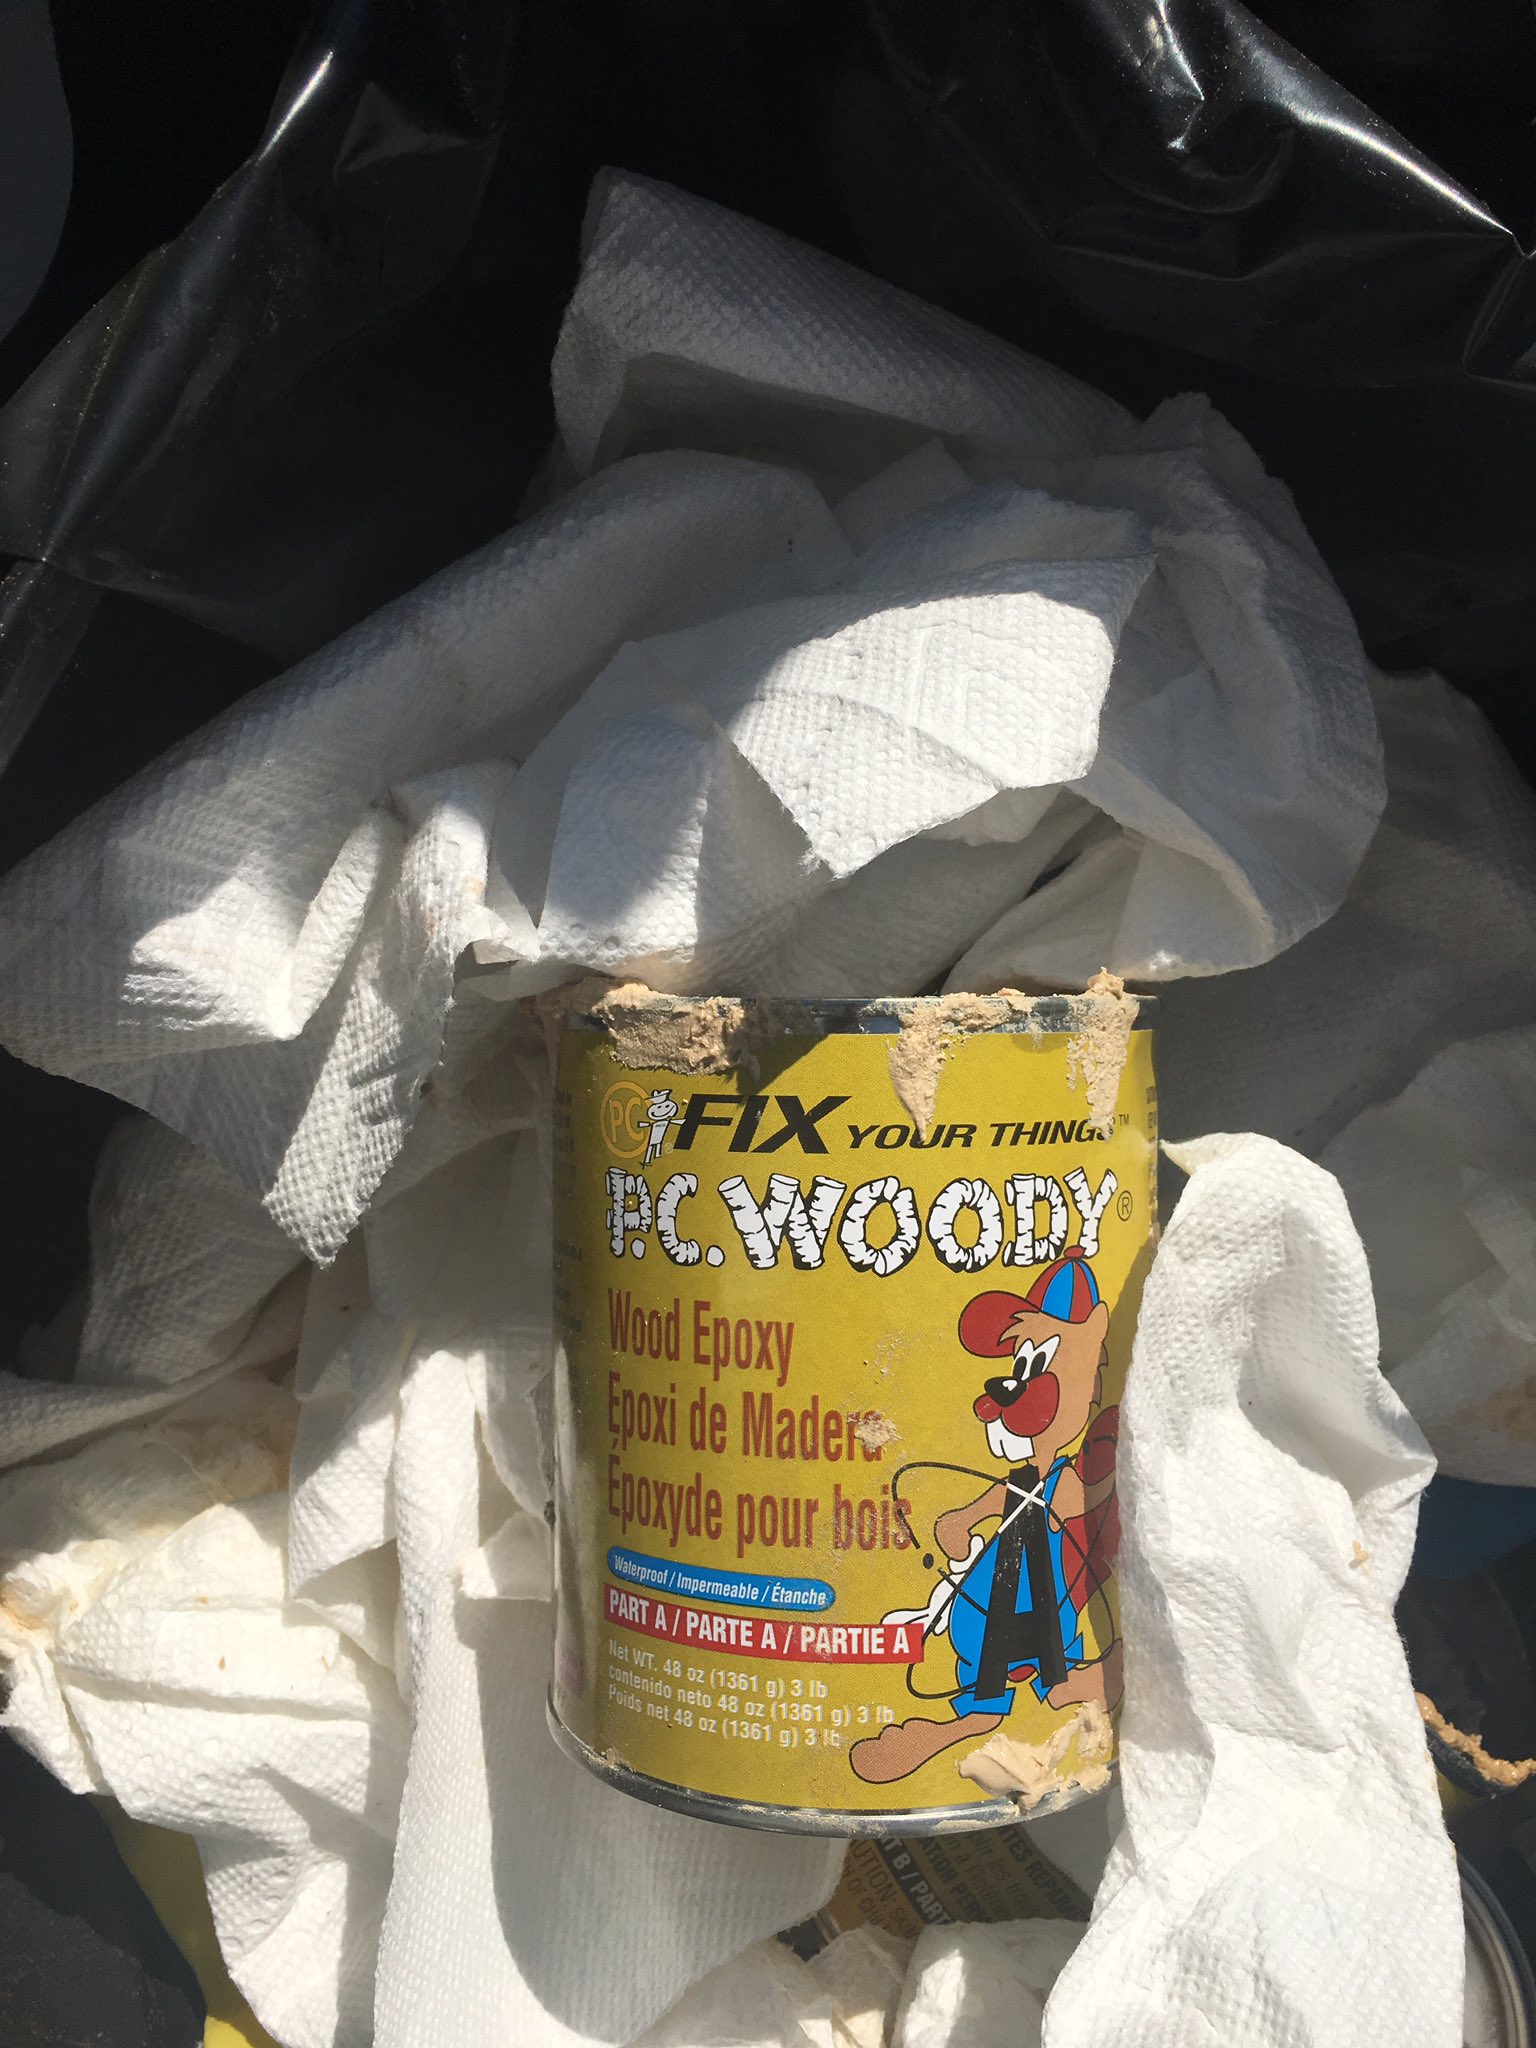 PC FIX YOUR THINGS™
P.C. WOODY®
Wood Epoxy
Epoxi de Madera
Époxyde pour bois
Waterproof / Impermeable / Étanche
PART A / PARTE A / PARTIE A
Net WT. 48 oz (1361 g) 3 lb
contenido neto 48 oz (1361 g) 3 lb
Poids net 48 oz (1361 g) 3 lb
A